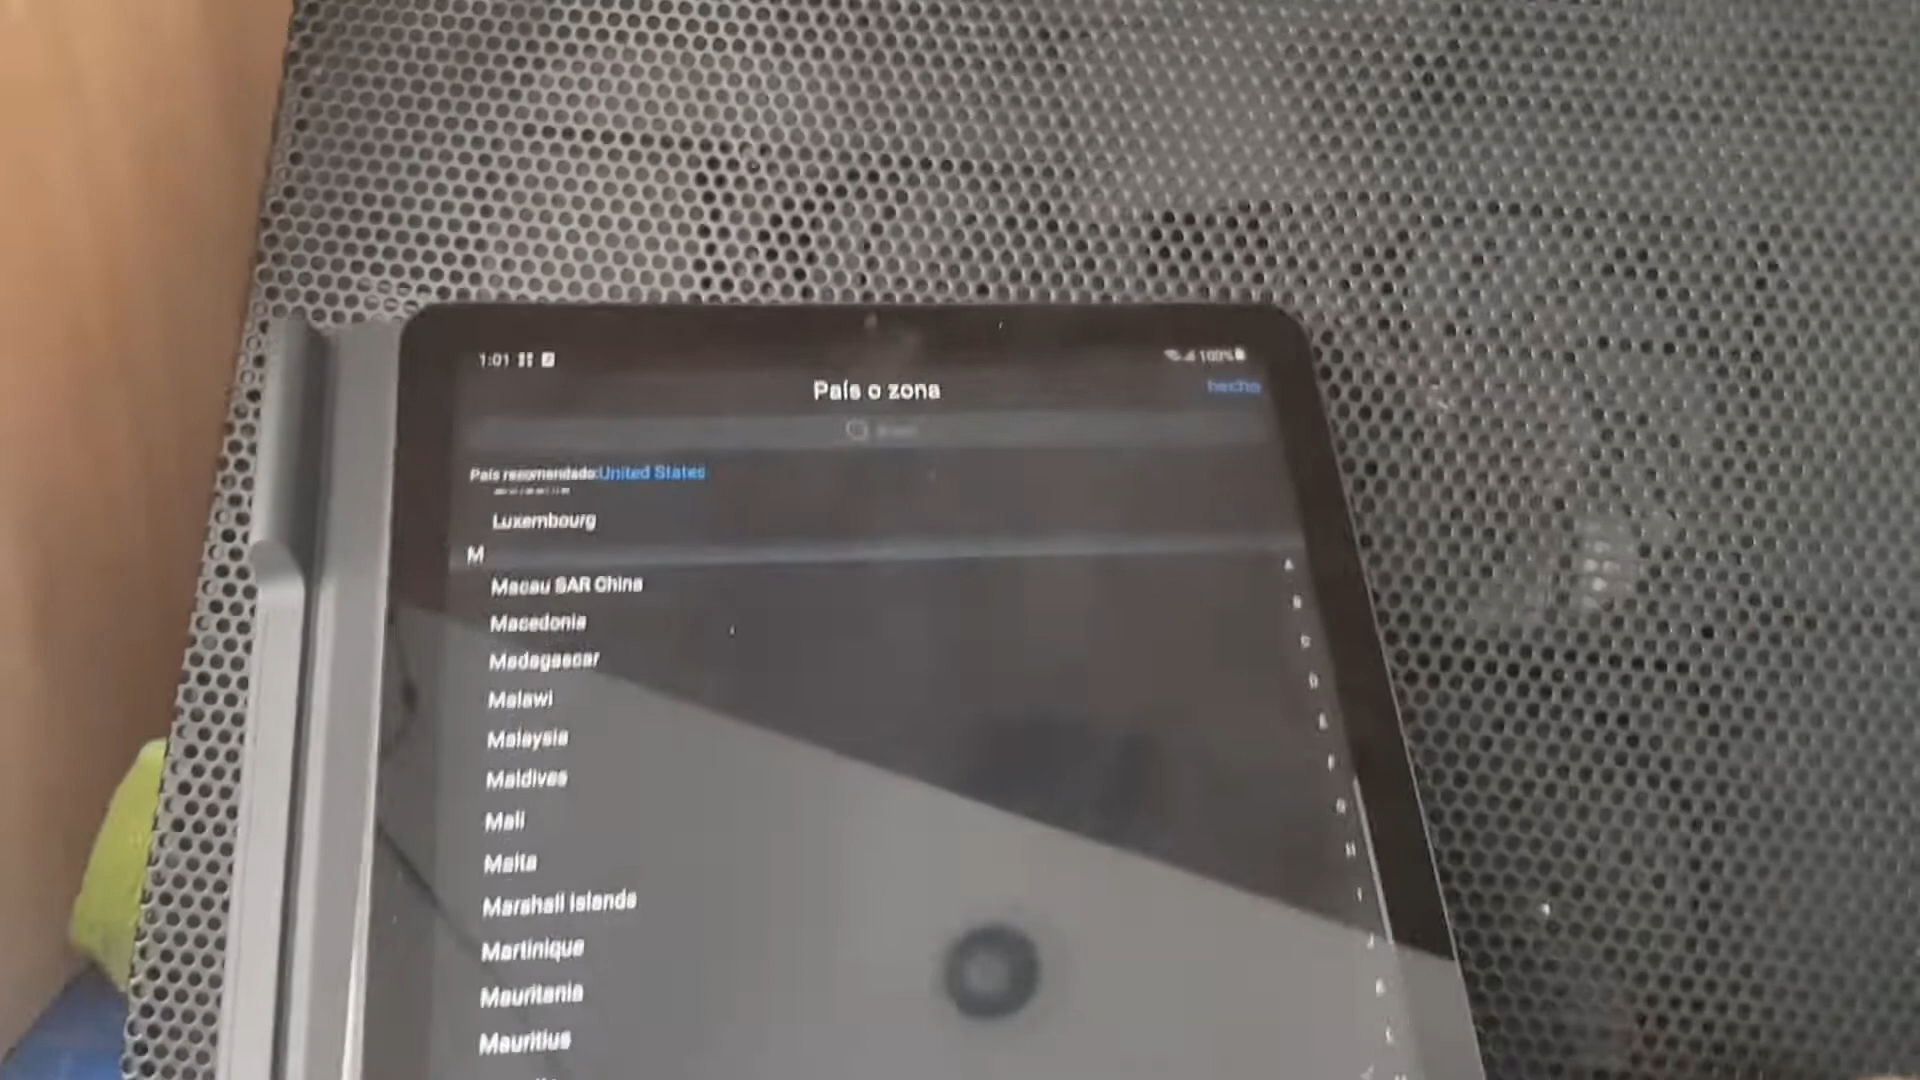 1:01
100%
País o zona
hecho
País recomendado:United States
Luxembourg
M
Macau SAR China
Macedonia
Madagascar
Malawi
Malaysia
Maldives
Mali
Malta
Marshall Islands
Martinique
Mauritania
Mauritius
A
B
C
D
E
F
G
H
I
J
K
L